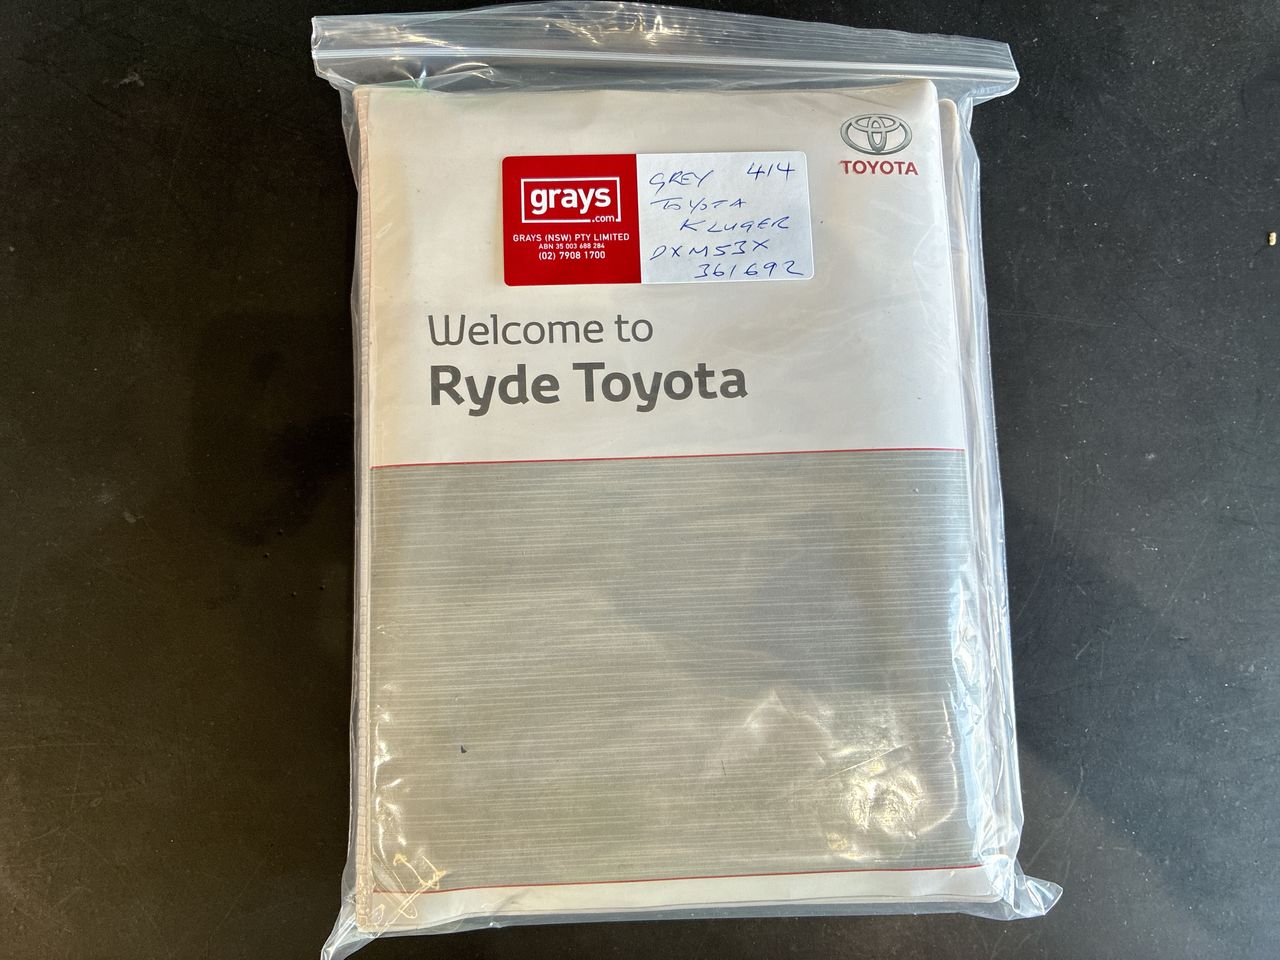 TOYOTA
grays
.com
GRAYS (NSW) PTY LIMITED
ABN 35 003 688 284
(02) 7908 1700
GREY 414
TOYOTA
KLUGER
DXM53X
361692
Welcome to
Ryde Toyota